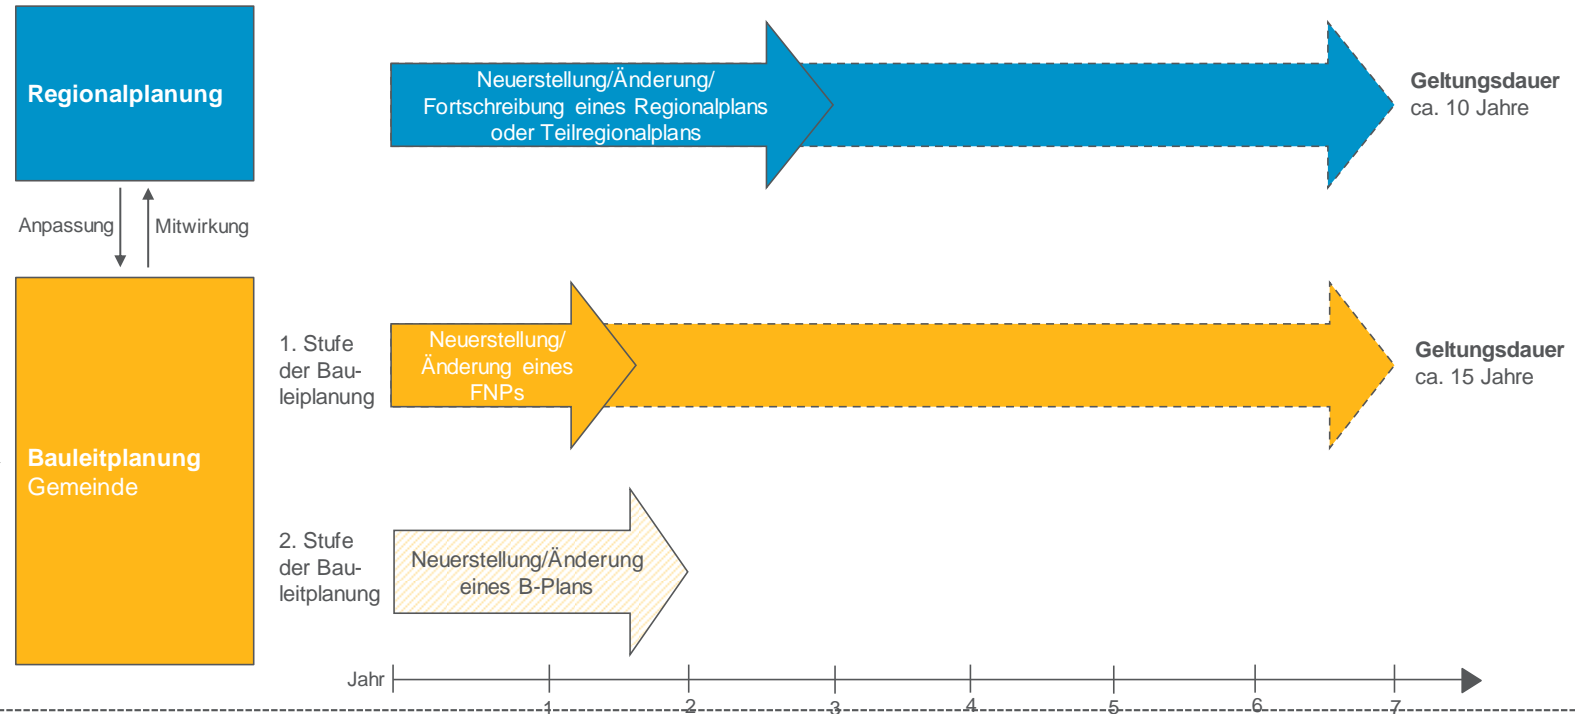 Regionalplanung
Neuerstellung/Änderung/
Fortschreibung eines Regionalplans
oder Teilregionalplans
Geltungsdauer
ca. 10 Jahre
Anpassung
Mitwirkung
1. Stufe
der Bau-
leiplanung
Neuerstellung/
Änderung eines
FNPs
Geltungsdauer
ca. 15 Jahre
Bauleitplanung
Gemeinde
2. Stufe
der Bau-
leitplanung
Neuerstellung/Änderung
eines B-Plans
Jahr
1 2 3 4 5 6 7